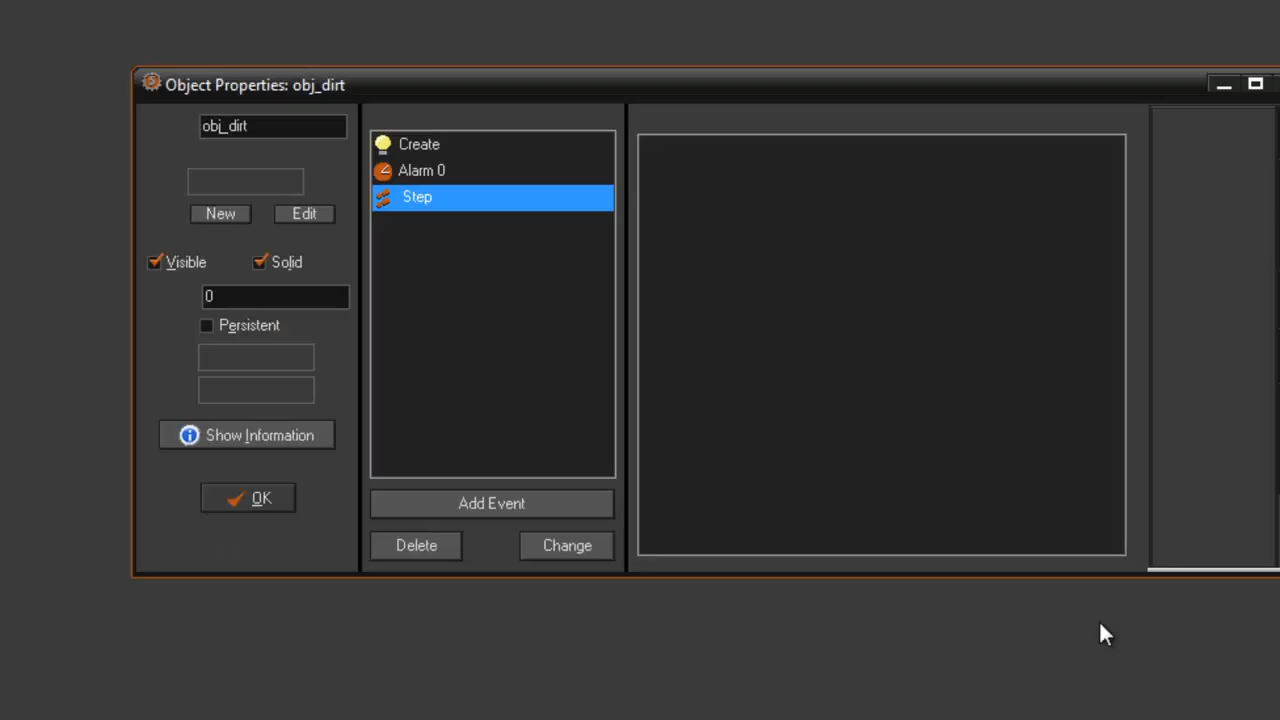 Object Properties: obj_dirt
obj_dirt
New
Edit
Visible
Solid
0
Persistent
Show Information
OK
Create
Alarm 0
Step
Add Event
Delete
Change